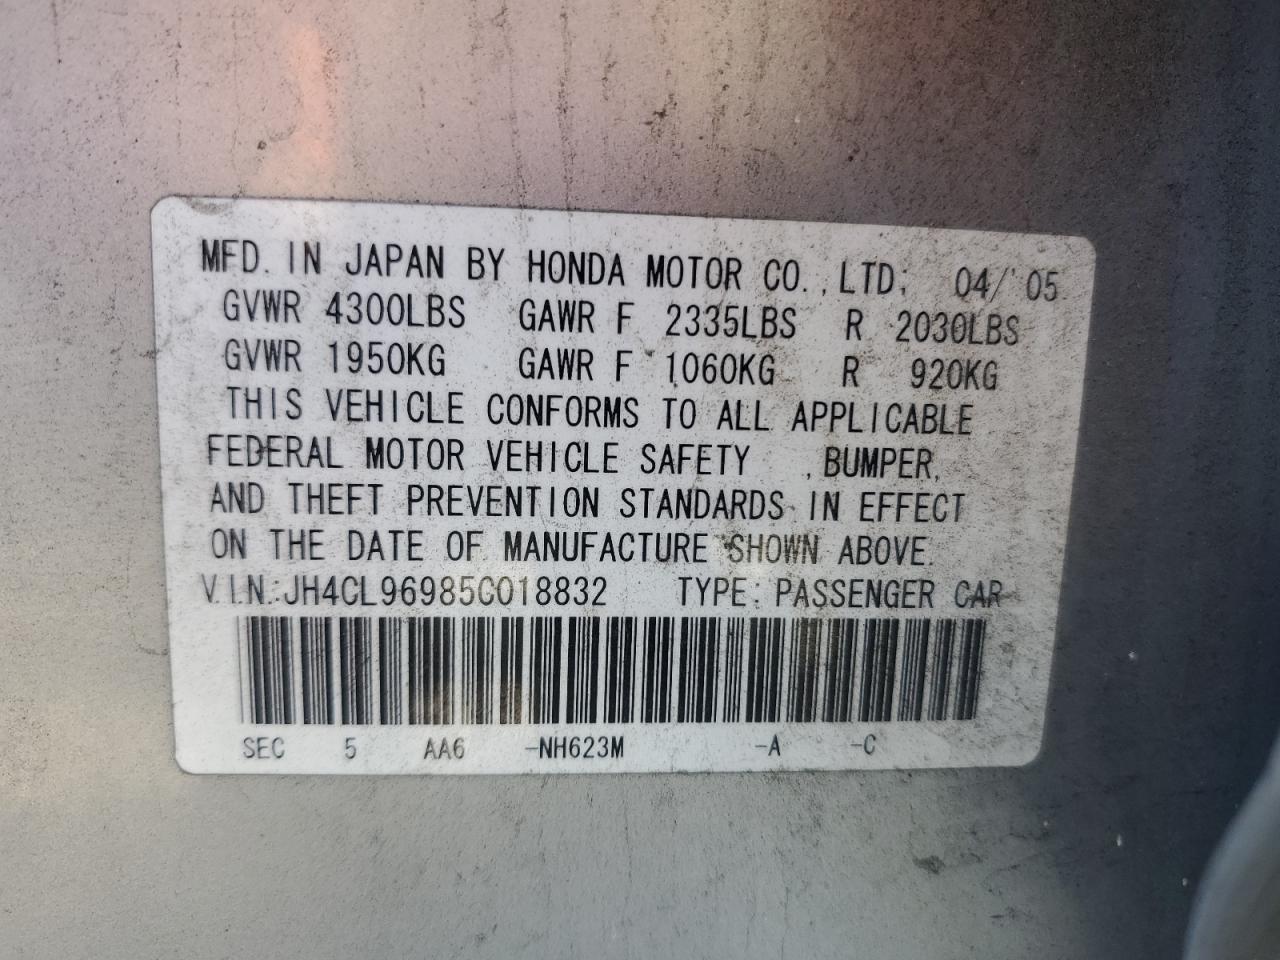 MFD. IN JAPAN BY HONDA MOTOR CO., LTD; 04/'05
GVWR 4300LBS GAWR F 2335LBS R 2030LBS
GVWR 1950KG GAWR F 1060KG R 920KG
THIS VEHICLE CONFORMS TO ALL APPLICABLE
FEDERAL MOTOR VEHICLE SAFETY , BUMPER,
AND THEFT PREVENTION STANDARDS IN EFFECT
ON THE DATE OF MANUFACTURE SHOWN ABOVE.
V.I.N.: JH4CL96985C018832 TYPE: PASSENGER CAR
SEC 5 AA6 -NH623M -A -C